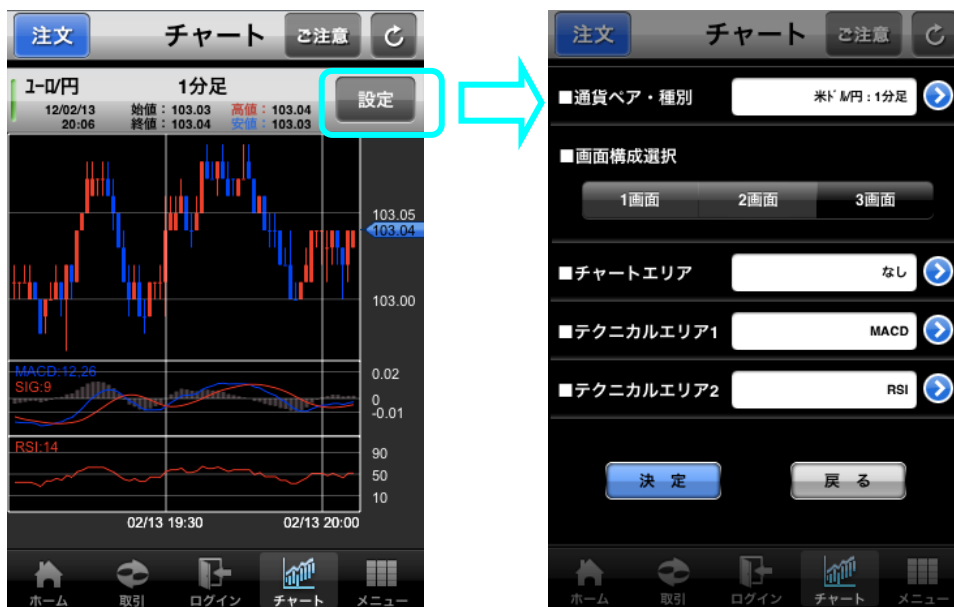 注文
チャート
ご注意
ユーロ/円
1分足
設定
12/02/13
20:06
始値：103.03
高値：103.04
終値：103.04
安値：103.03
103.05
103.04
103.00
MACD:12,26
SIG:9
0.02
0
-0.01
RSI:14
90
50
10
02/13 19:30
02/13 20:00
ホーム
取引
ログイン
チャート
メニュー
注文
チャート
ご注意
■通貨ペア・種別
米ドル/円：1分足
■画面構成選択
1画面
2画面
3画面
■チャートエリア
なし
■テクニカルエリア1
MACD
■テクニカルエリア2
RSI
決 定
戻 る
ホーム
取引
ログイン
チャート
メニュー